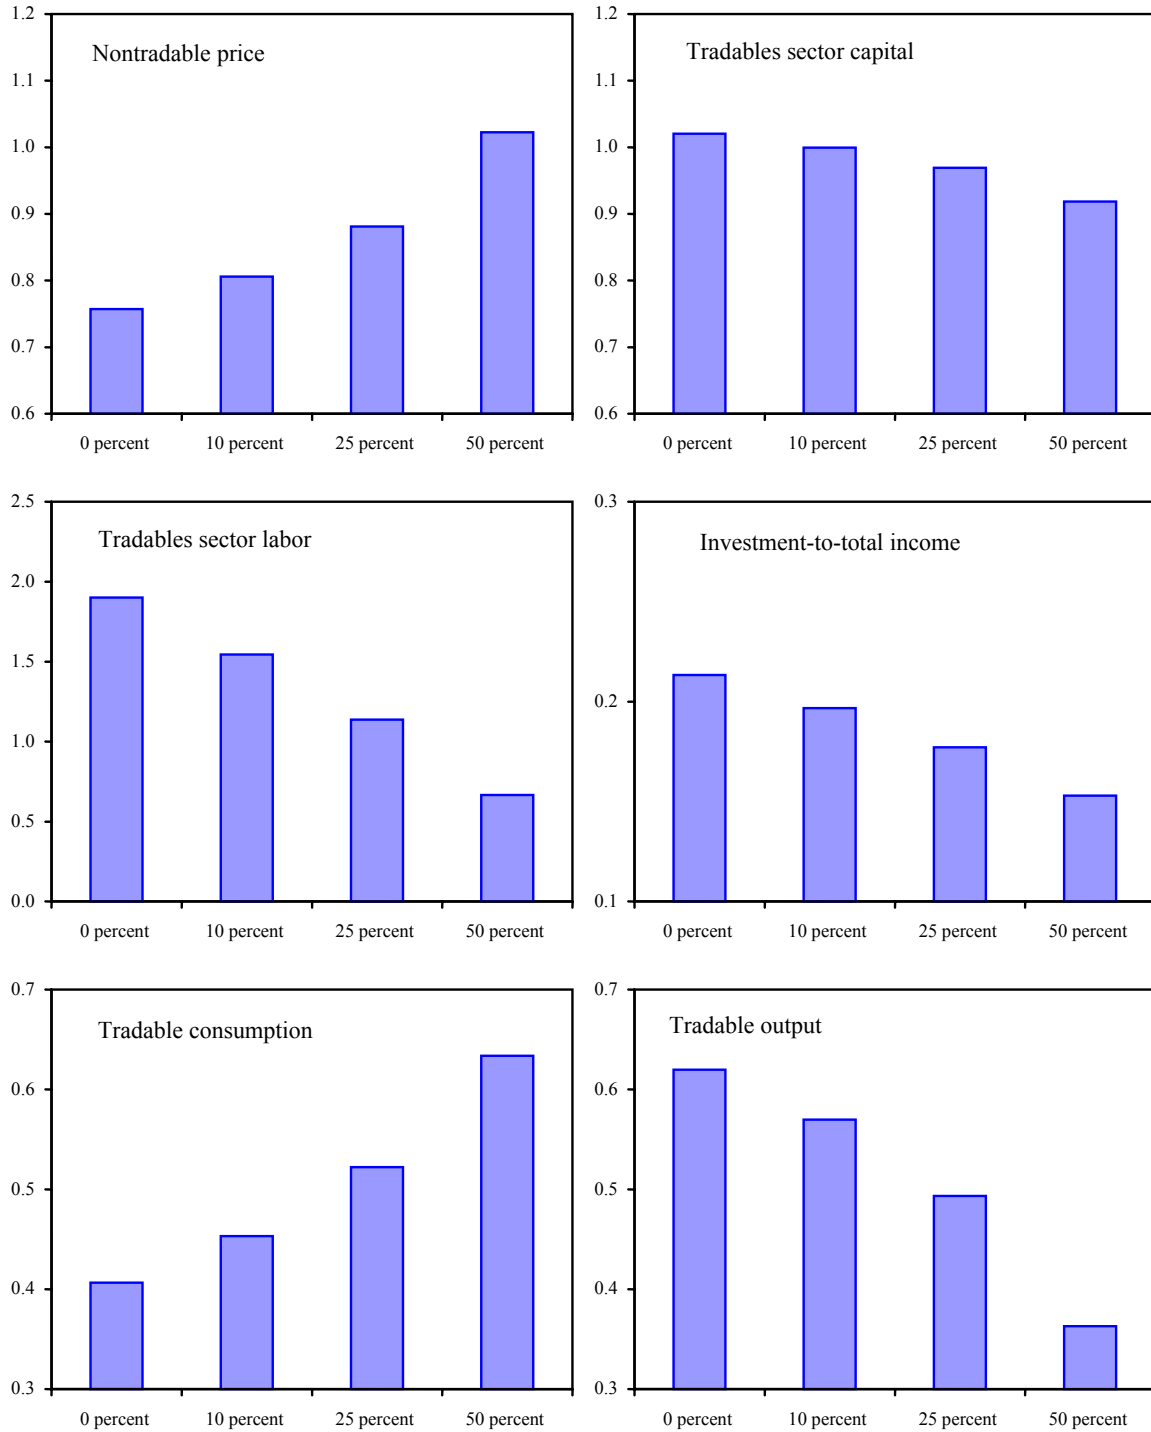 Nontradable price
1.2
1.1
1.0
0.9
0.8
0.7
0.6
0 percent
10 percent
25 percent
50 percent
Tradables sector capital
1.2
1.1
1.0
0.9
0.8
0.7
0.6
0 percent
10 percent
25 percent
50 percent
Tradables sector labor
2.5
2.0
1.5
1.0
0.5
0.0
0 percent
10 percent
25 percent
50 percent
Investment-to-total income
0.3
0.2
0.1
0 percent
10 percent
25 percent
50 percent
Tradable consumption
0.7
0.6
0.5
0.4
0.3
0 percent
10 percent
25 percent
50 percent
Tradable output
0.7
0.6
0.5
0.4
0.3
0 percent
10 percent
25 percent
50 percent